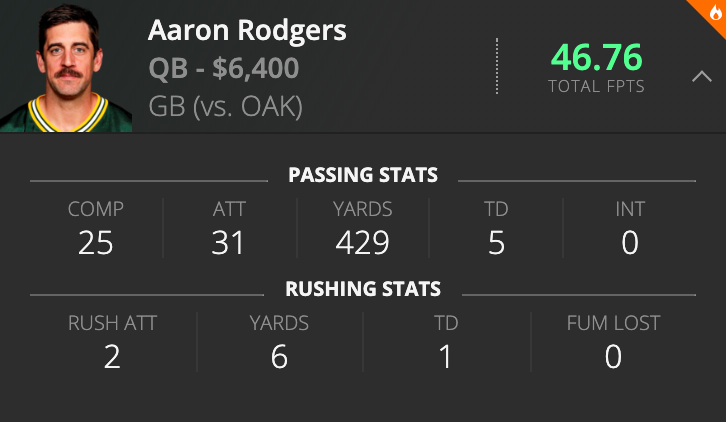 Aaron Rodgers
QB - $6,400
GB (vs. OAK)
46.76
TOTAL FPTS
PASSING STATS
COMP ATT YARDS TD INT
25 31 429 5 0
RUSHING STATS
RUSH ATT YARDS TD FUM LOST
2 6 1 0